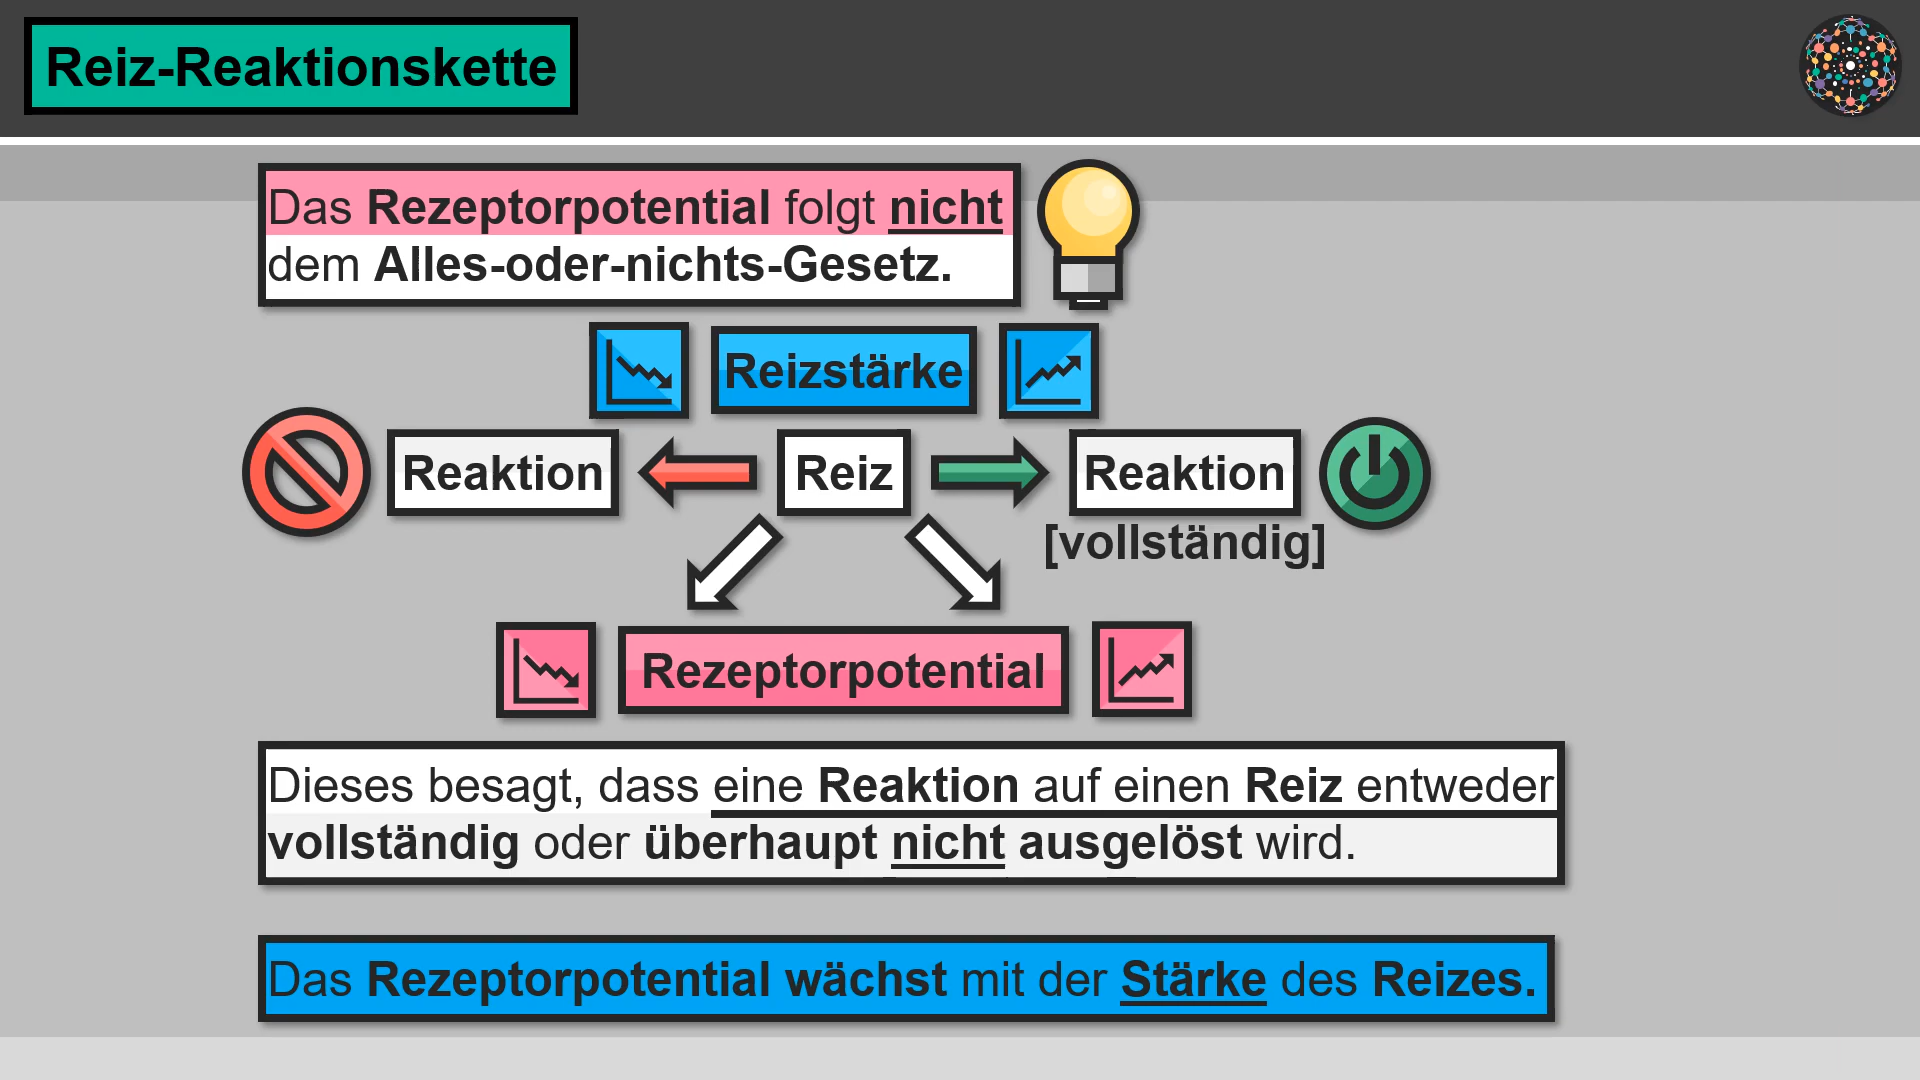 Reiz-Reaktionskette
Das Rezeptorpotential folgt nicht
dem Alles-oder-nichts-Gesetz.
Reizstärke
Reaktion
Reiz
Reaktion
[vollständig]
Rezeptorpotential
Dieses besagt, dass eine Reaktion auf einen Reiz entweder
vollständig oder überhaupt nicht ausgelöst wird.
Das Rezeptorpotential wächst mit der Stärke des Reizes.